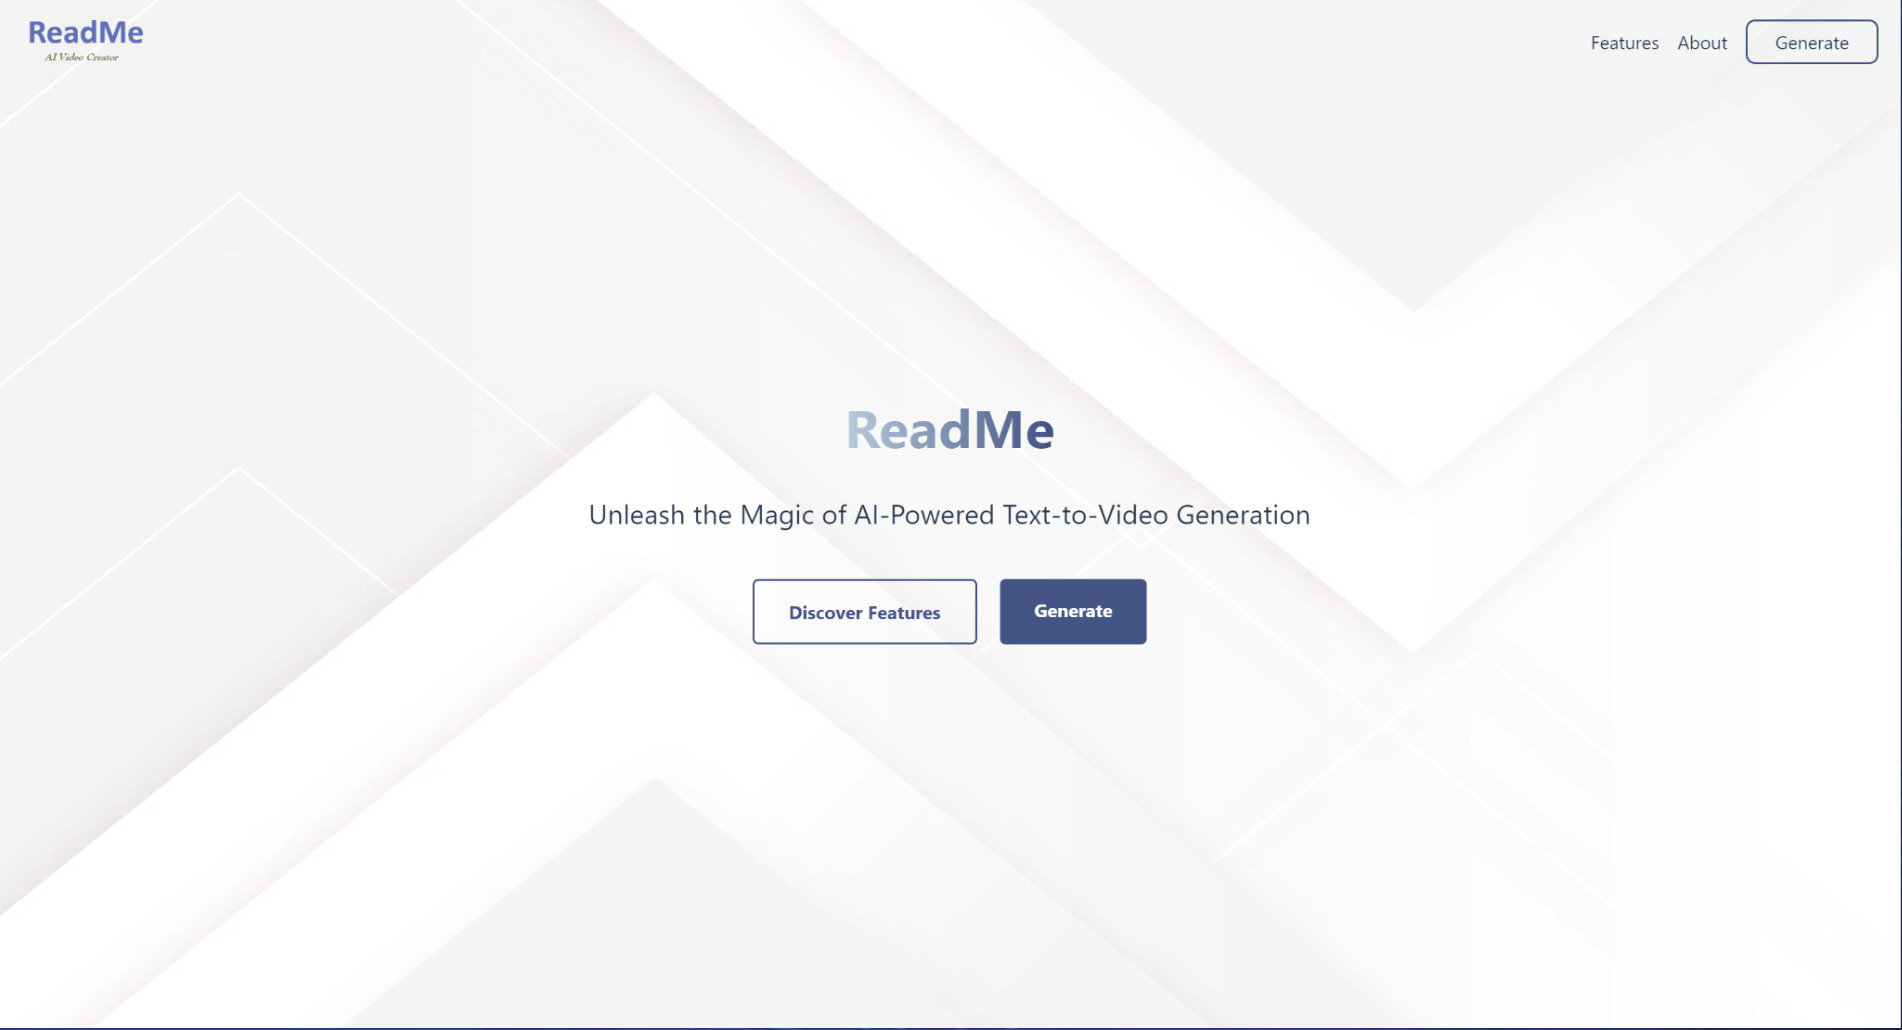 ReadMe
AI Video Creator
Features About Generate
ReadMe
Unleash the Magic of AI-Powered Text-to-Video Generation
Discover Features Generate